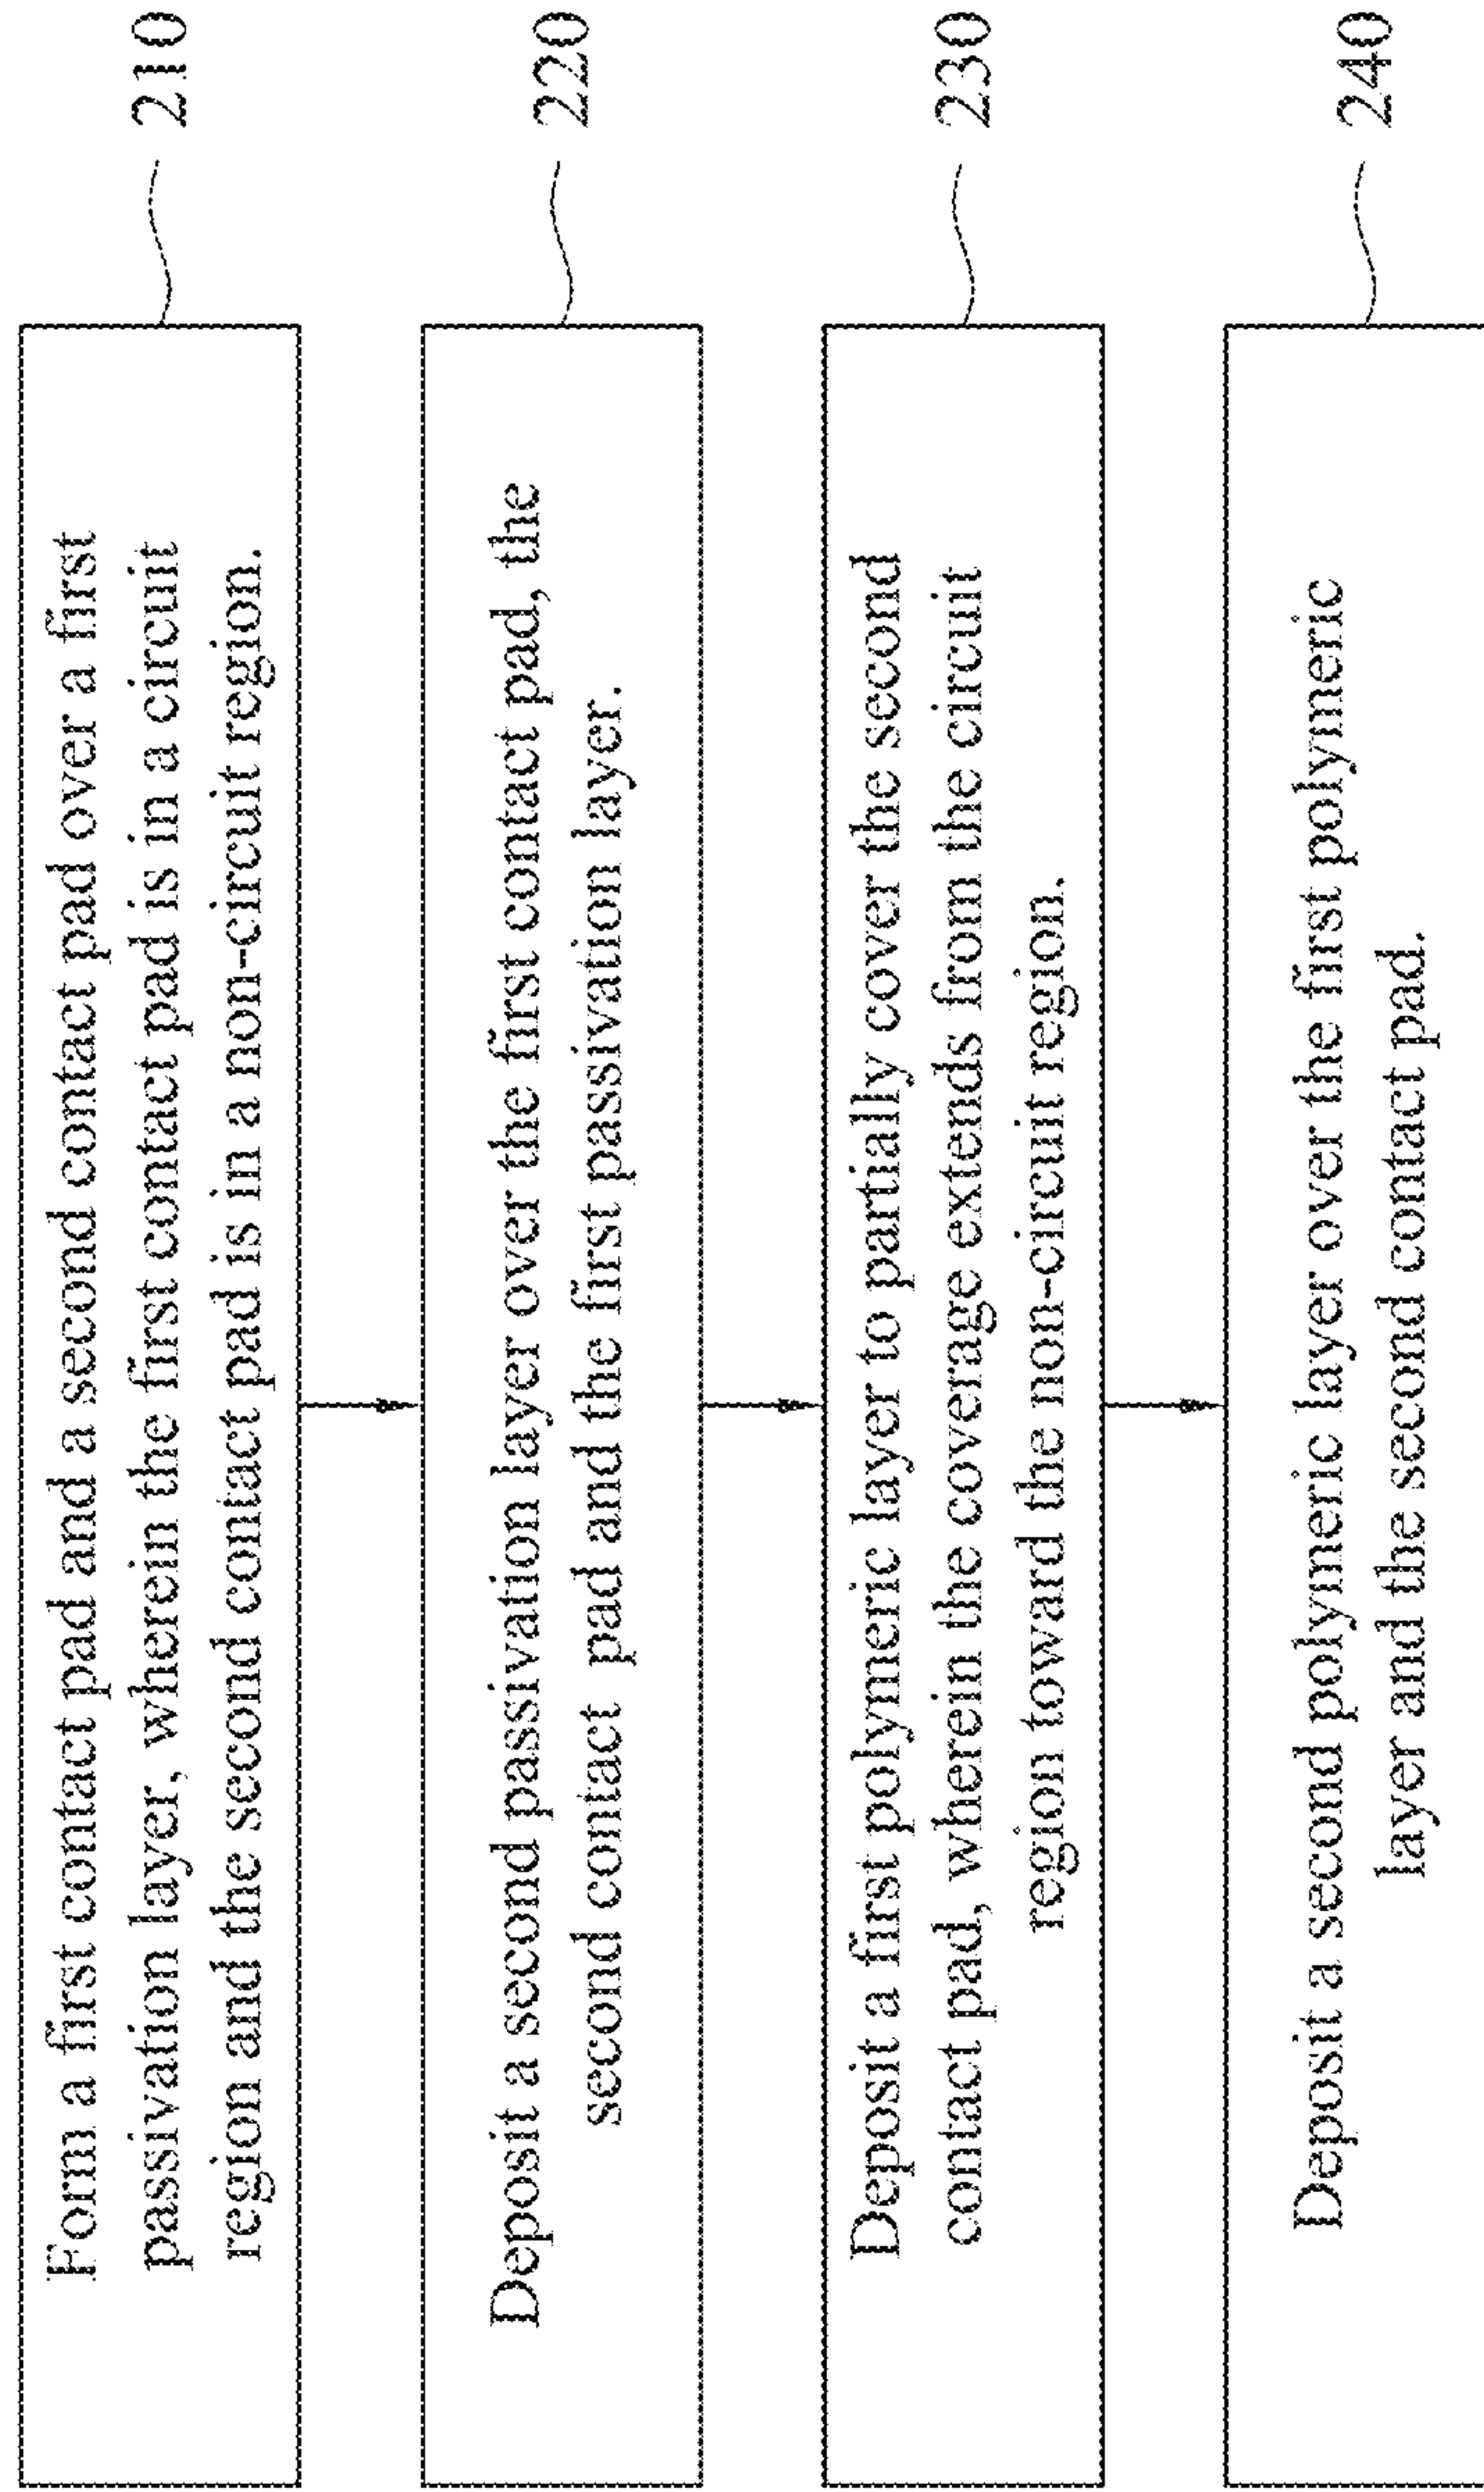 Form a first contact pad and a second contact pad over a first
passivation layer, wherein the first contact pad is in a circuit
region and the second contact pad is in a non-circuit region.
210
Deposit a second passivation layer over the first contact pad, the
second contact pad and the first passivation layer.
220
Deposit a first polymeric layer to partially cover the second
contact pad, wherein the coverage extends from the circuit
region toward the non-circuit region.
230
Deposit a second polymeric layer over the first polymeric
layer and the second contact pad.
240